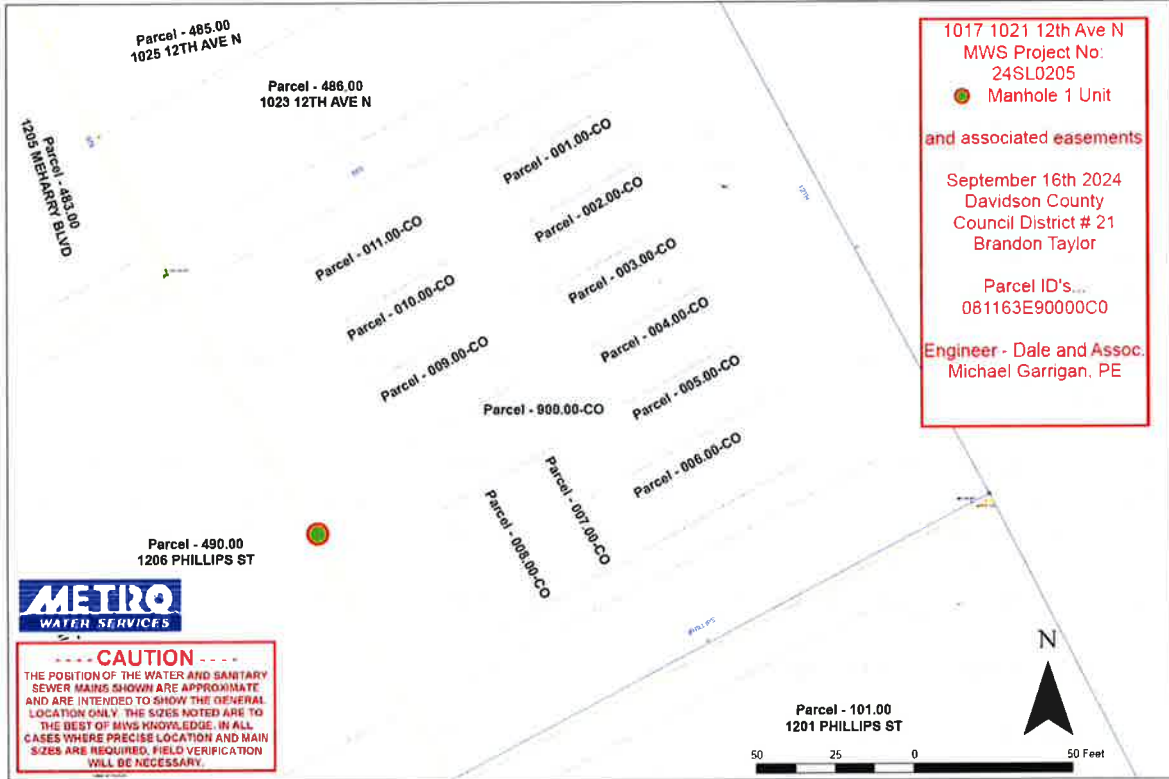 Parcel - 485.00
1025 12TH AVE N
Parcel - 486.00
1023 12TH AVE N
Parcel - 483.00
1205 MEHARRY BLVD
Parcel - 001.00-CO
Parcel - 002.00-CO
Parcel - 003.00-CO
Parcel - 004.00-CO
Parcel - 005.00-CO
Parcel - 006.00-CO
Parcel - 011.00-CO
Parcel - 010.00-CO
Parcel - 009.00-CO
Parcel - 900.00-CO
Parcel - 007.00-CO
Parcel - 008.00-CO
12TH
PHILLIPS
Parcel - 490.00
1206 PHILLIPS ST
Parcel - 101.00
1201 PHILLIPS ST
1017 1021 12th Ave N
MWS Project No:
24SL0205
Manhole 1 Unit
and associated easements
September 16th 2024
Davidson County
Council District # 21
Brandon Taylor
Parcel ID's...
081163E90000C0
Engineer - Dale and Assoc.
Michael Garrigan, PE
METRO
WATER SERVICES
- - - - CAUTION - - - -
THE POSITION OF THE WATER AND SANITARY
SEWER MAINS SHOWN ARE APPROXIMATE
AND ARE INTENDED TO SHOW THE GENERAL
LOCATION ONLY. THE SIZES NOTED ARE TO
THE BEST OF MWS KNOWLEDGE. IN ALL
CASES WHERE PRECISE LOCATION AND MAIN
SIZES ARE REQUIRED, FIELD VERIFICATION
WILL BE NECESSARY.
N
50 25 0 50 Feet